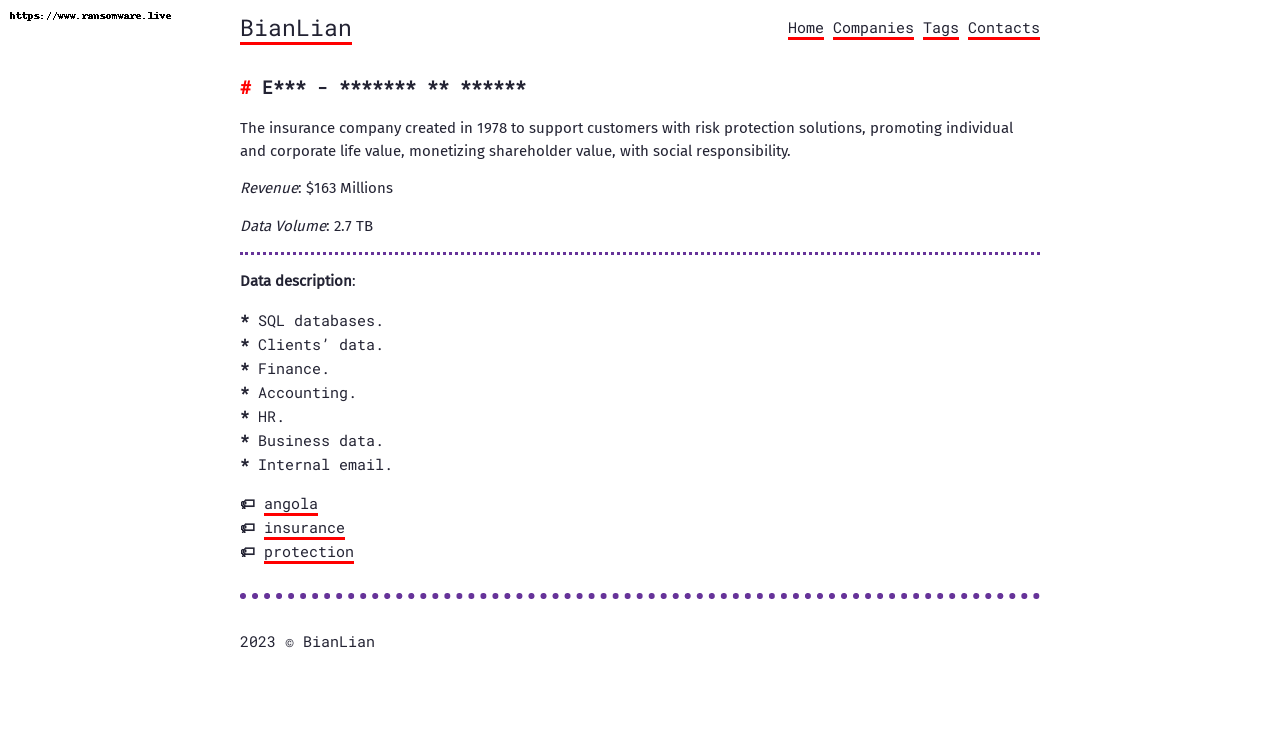 https://www.ransomware.live
BianLian
Home Companies Tags Contacts
# E*** - ******* ** ******
The insurance company created in 1978 to support customers with risk protection solutions, promoting individual
and corporate life value, monetizing shareholder value, with social responsibility.
Revenue: $163 Millions
Data Volume: 2.7 TB
Data description:
* SQL databases.
* Clients’ data.
* Finance.
* Accounting.
* HR.
* Business data.
* Internal email.
angola
insurance
protection
2023 © BianLian